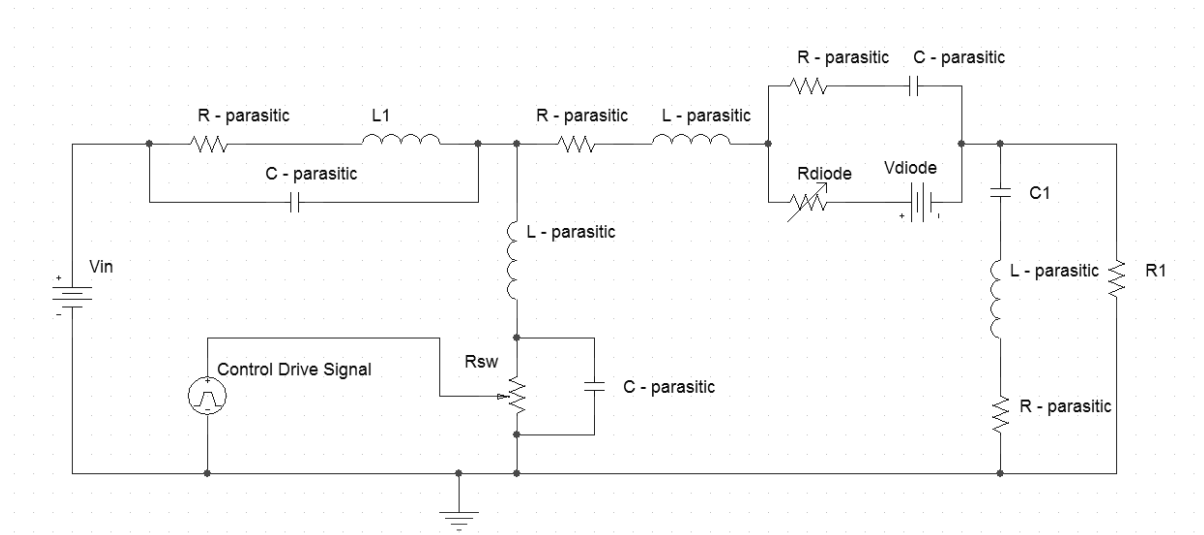 R - parasitic C - parasitic
R - parasitic L1 R - parasitic L - parasitic
C - parasitic Rdiode Vdiode
+ -
C1
L - parasitic
Vin
+
-
L - parasitic R1
Rsw
Control Drive Signal
+
-
C - parasitic
R - parasitic